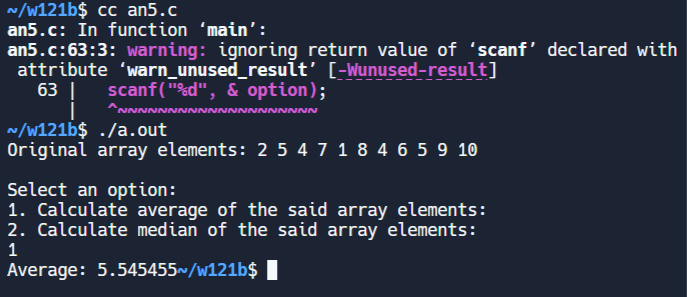 ~/w121b$ cc an5.c
an5.c: In function ‘main’:
an5.c:63:3: warning: ignoring return value of ‘scanf’ declared with
 attribute ‘warn_unused_result’ [-Wunused-result]
   63 |   scanf("%d", & option);
      |   ^~~~~~~~~~~~~~~~~~~~~
~/w121b$ ./a.out
Original array elements: 2 5 4 7 1 8 4 6 5 9 10

Select an option:
1. Calculate average of the said array elements:
2. Calculate median of the said array elements:
1
Average: 5.545455~/w121b$